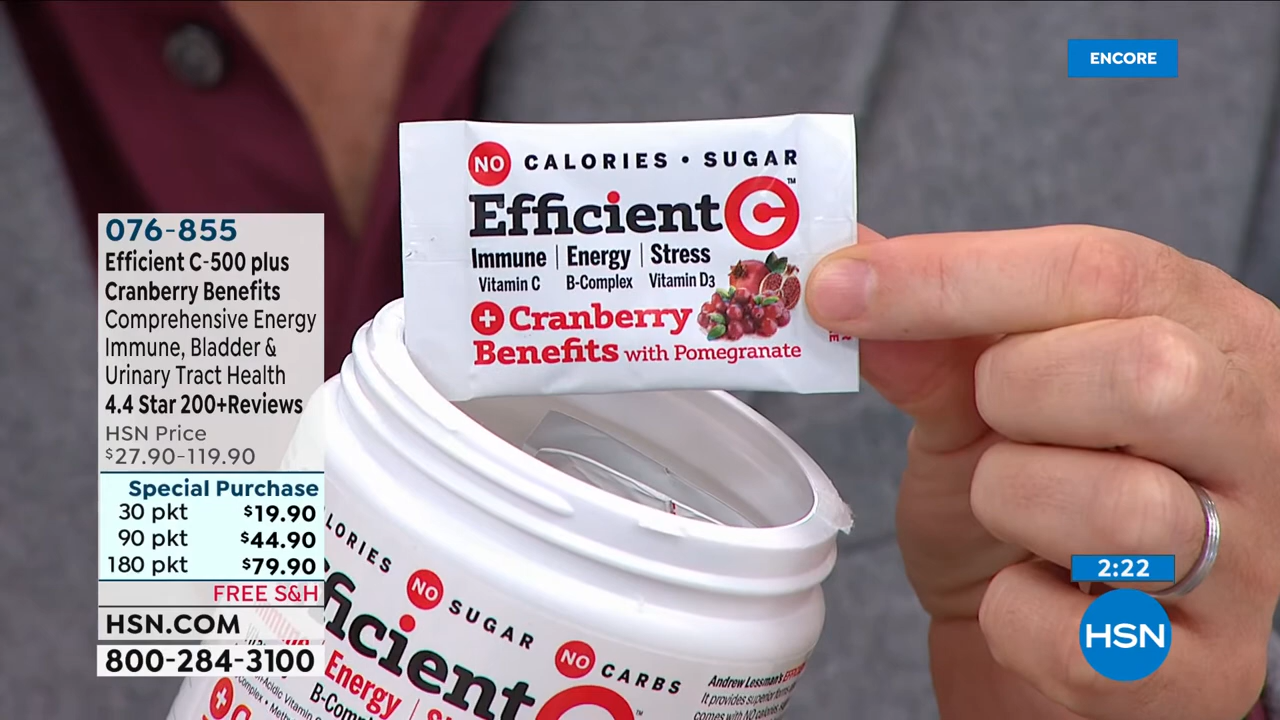 ENCORE
NO CALORIES • SUGAR
Efficient C™
Immune | Energy | Stress
Vitamin C B-Complex Vitamin D3
+ Cranberry
Benefits with Pomegranate
076-855
Efficient C-500 plus
Cranberry Benefits
Comprehensive Energy
Immune, Bladder &
Urinary Tract Health
4.4 Star 200+Reviews
HSN Price
$27.90-119.90
Special Purchase
30 pkt $19.90
90 pkt $44.90
180 pkt $79.90
FREE S&H
HSN.COM
800-284-3100
2:22
HSN
NO SUGAR
NO CARBS
Energy
Andrew Lessman's
It provides superior
comes with NO calories